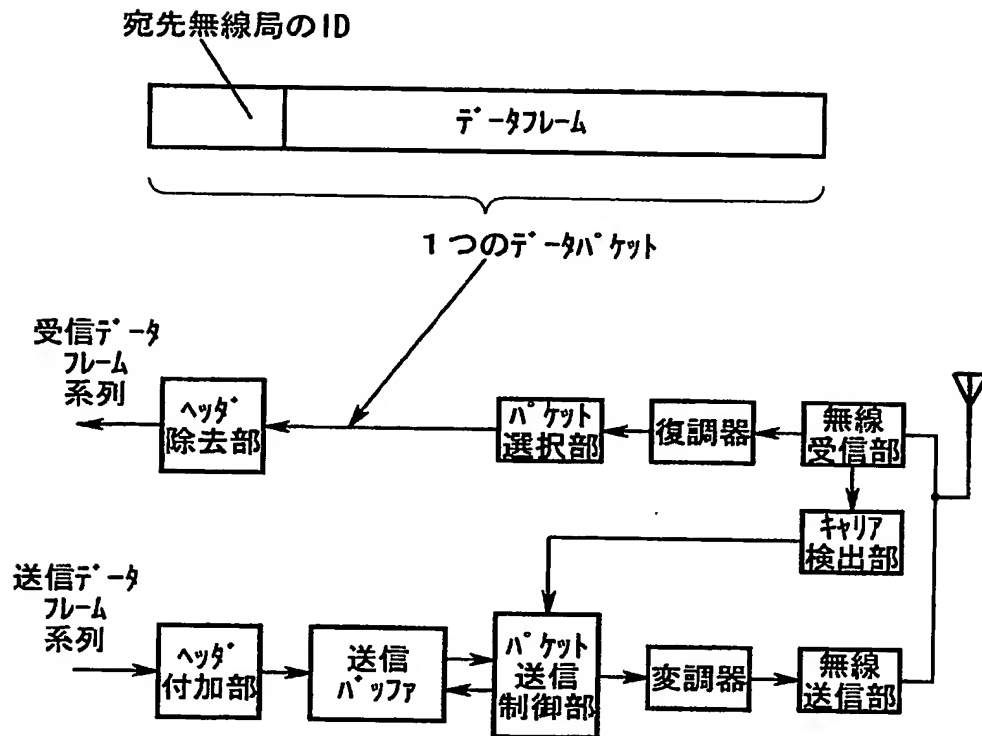 宛先無線局のID
データフレーム
1つのデータパケット
受信データ
フレーム
系列
ヘッダ
除去部
パケット
選択部
復調器
無線
受信部
キャリア
検出部
送信データ
フレーム
系列
ヘッダ
付加部
送信
バッファ
パケット
送信
制御部
変調器
無線
送信部